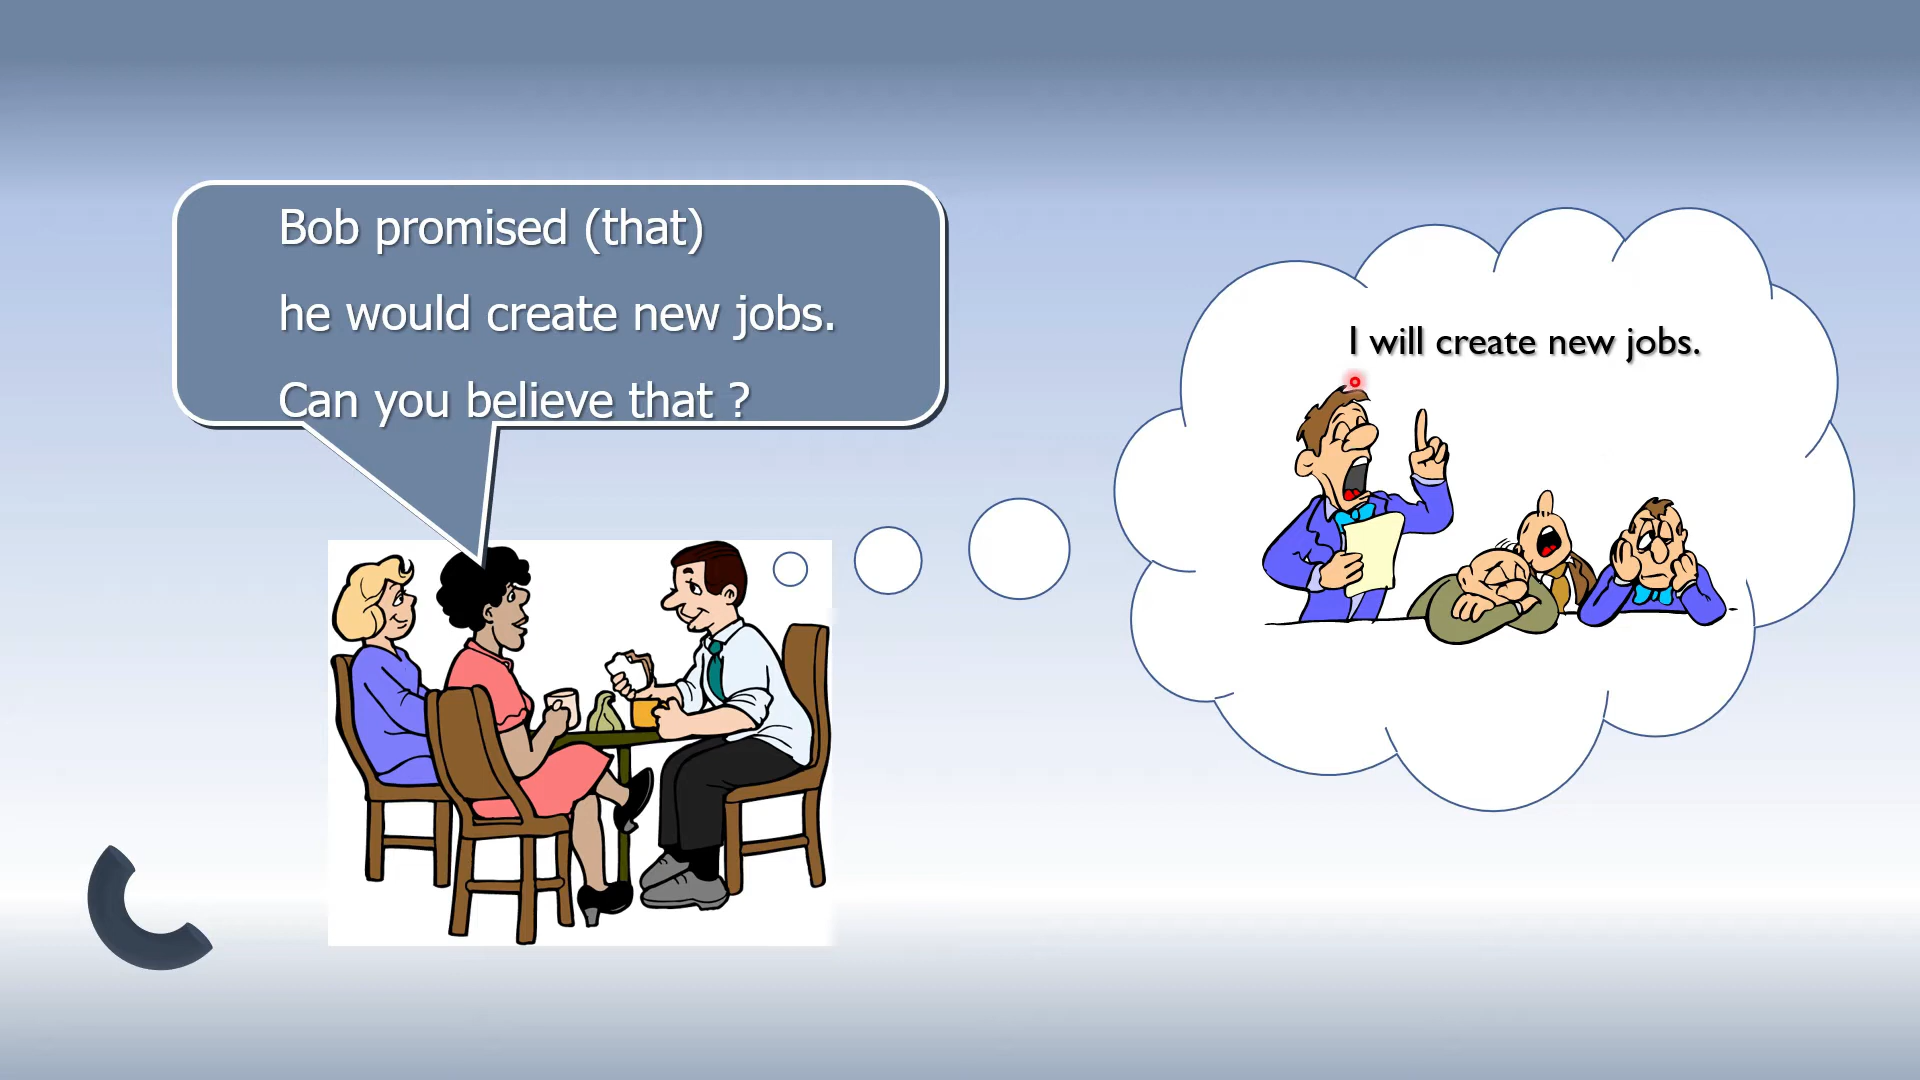 Bob promised (that)
he would create new jobs.
Can you believe that ?
I will create new jobs.